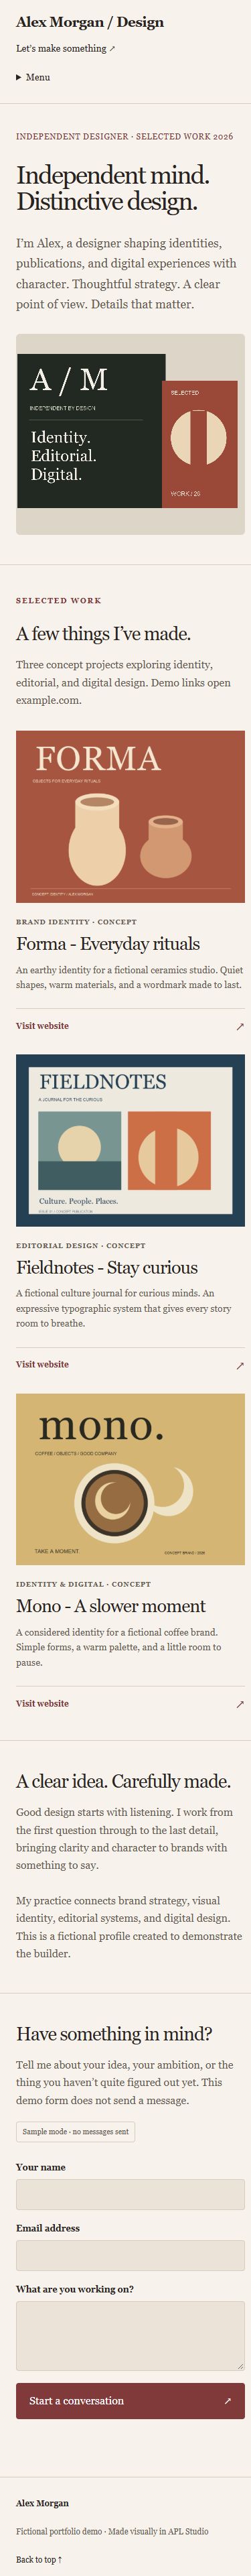 Alex Morgan / Design
Let's make something ↗
▶ Menu
INDEPENDENT DESIGNER · SELECTED WORK 2026
Independent mind.
Distinctive design.
I'm Alex, a designer shaping identities,
publications, and digital experiences with
character. Thoughtful strategy. A clear
point of view. Details that matter.
A / M
INDEPENDENT BY DESIGN
Identity.
Editorial.
Digital.
SELECTED
WORK / 26
SELECTED WORK
A few things I've made.
Three concept projects exploring identity,
editorial, and digital design. Demo links open
example.com.
FORMA
OBJECTS FOR EVERYDAY RITUALS
CONCEPT IDENTITY / ALEX MORGAN
BRAND IDENTITY · CONCEPT
Forma - Everyday rituals
An earthy identity for a fictional ceramics studio. Quiet
shapes, warm materials, and a wordmark made to last.
Visit website ↗
FIELDNOTES
A JOURNAL FOR THE CURIOUS
Culture. People. Places.
EDITORIAL DESIGN · CONCEPT
Fieldnotes - Stay curious
A fictional culture journal for curious minds. An
expressive typographic system that gives every story
room to breathe.
Visit website ↗
mono.
COFFEE / OBJECTS / GOOD COMPANY
TAKE A MOMENT.
CONCEPT BRAND / 2026
IDENTITY & DIGITAL · CONCEPT
Mono - A slower moment
A considered identity for a fictional coffee brand.
Simple forms, a warm palette, and a little room to
pause.
Visit website ↗
A clear idea. Carefully made.
Good design starts with listening. I work from
the first question through to the last detail,
bringing clarity and character to brands with
something to say.
My practice connects brand strategy, visual
identity, editorial systems, and digital design.
This is a fictional profile created to demonstrate
the builder.
Have something in mind?
Tell me about your idea, your ambition, or the
thing you haven't quite figured out yet. This
demo form does not send a message.
Sample mode · no messages sent
Your name
Email address
What are you working on?
Start a conversation ↗
Alex Morgan
Fictional portfolio demo · Made visually in APL Studio
Back to top ↑